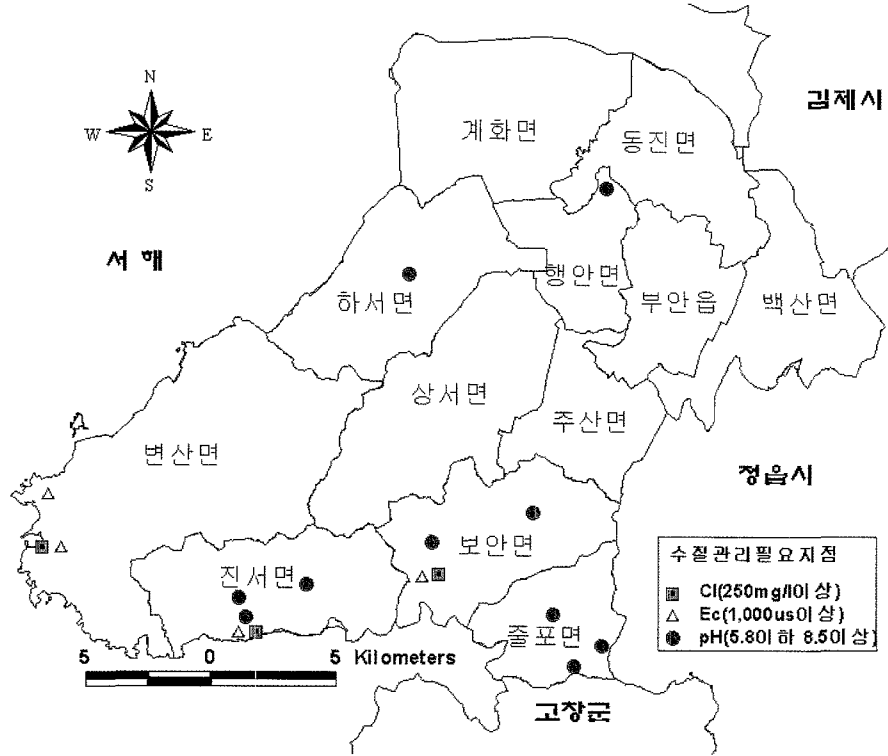 N
W E
S
김제시
계화면
동진면
서 해
하서면
행안면
부안읍
백산면
상서면
변산면
주산면
정읍시
보안면
진서면
줄포면
수질관리필요지점
Cl(250mg/l이상)
Ec(1,000us이상)
pH(5.8이하 8.5이상)
5 0 5 Kilometers
고창군